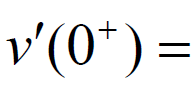 v′(0⁺) =